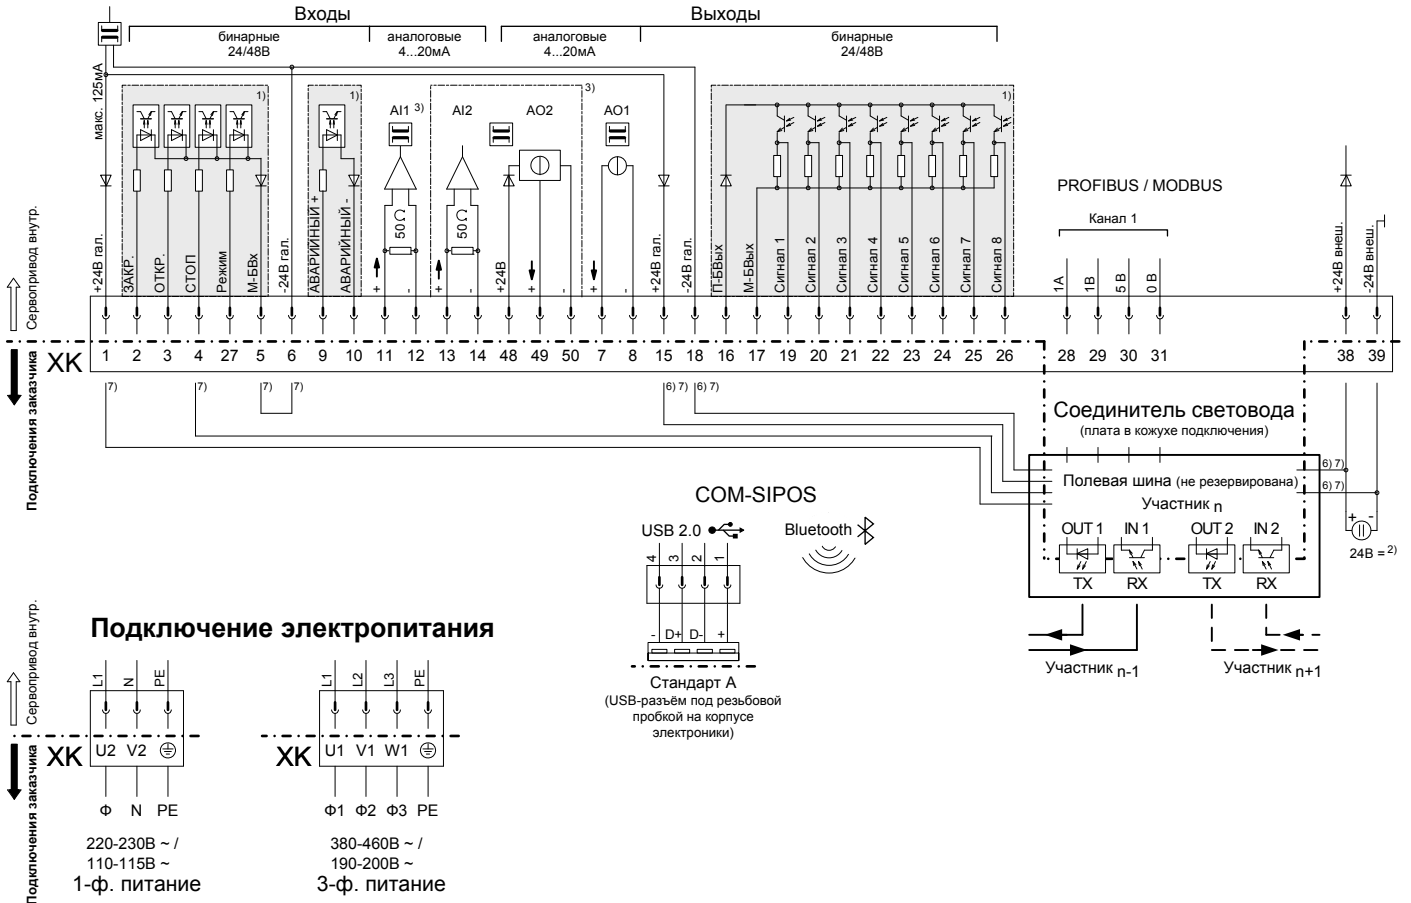 Входы
Выходы
бинарные
24/48В
аналоговые
4...20мА
аналоговые
4...20мА
бинарные
24/48В
макс. 125мА
1)
1)
AI1 3)
AI2
AO2
3)
AO1
1)
50Ω
50Ω
PROFIBUS / MODBUS
Канал 1
Сервопривод внутр.
+24В гал.
ЗАКР.
ОТКР.
СТОП
Режим
М-БВх
-24В гал.
АВАРИЙНЫЙ +
АВАРИЙНЫЙ -
+
-
+
-
+24В
+
-
+
-
+24В гал.
-24В гал.
П-БВых
М-БВых
Сигнал 1
Сигнал 2
Сигнал 3
Сигнал 4
Сигнал 5
Сигнал 6
Сигнал 7
Сигнал 8
1А
1В
5 В
0 В
+24В внеш.
-24В внеш.
Подключения заказчика
ХК
1 2 3 4 27 5 6 9 10 11 12 13 14 48 49 50 7 8 15 18 16 17 19 20 21 22 23 24 25 26 28 29 30 31 38 39
7) 7) 7) 7) 6) 7) 6) 7)
Соединитель световода
(плата в кожухе подключения)
Полевая шина (не резервирована)
Участник n
6) 7)
6) 7)
OUT 1 IN 1 OUT 2 IN 2
TX RX TX RX
+ -
24В = 2)
Участник n-1
Участник n+1
COM-SIPOS
USB 2.0
Bluetooth
4 3 2 1
- D+ D- +
Стандарт А
(USB-разъём под резьбовой
пробкой на корпусе
электроники)
Подключение электропитания
Сервопривод внутр.
Подключения заказчика
L1 N PE
ХК
U2 V2
Ф N PE
220-230В ~ /
110-115В ~
1-ф. питание
L1 L2 L3 PE
ХК
U1 V1 W1
Ф1 Ф2 Ф3 PE
380-460В ~ /
190-200В ~
3-ф. питание